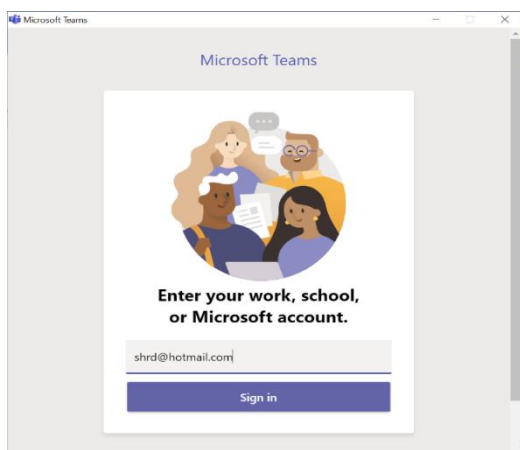 Microsoft Teams
Microsoft Teams
Enter your work, school,
or Microsoft account.
shrd@hotmail.com
Sign in